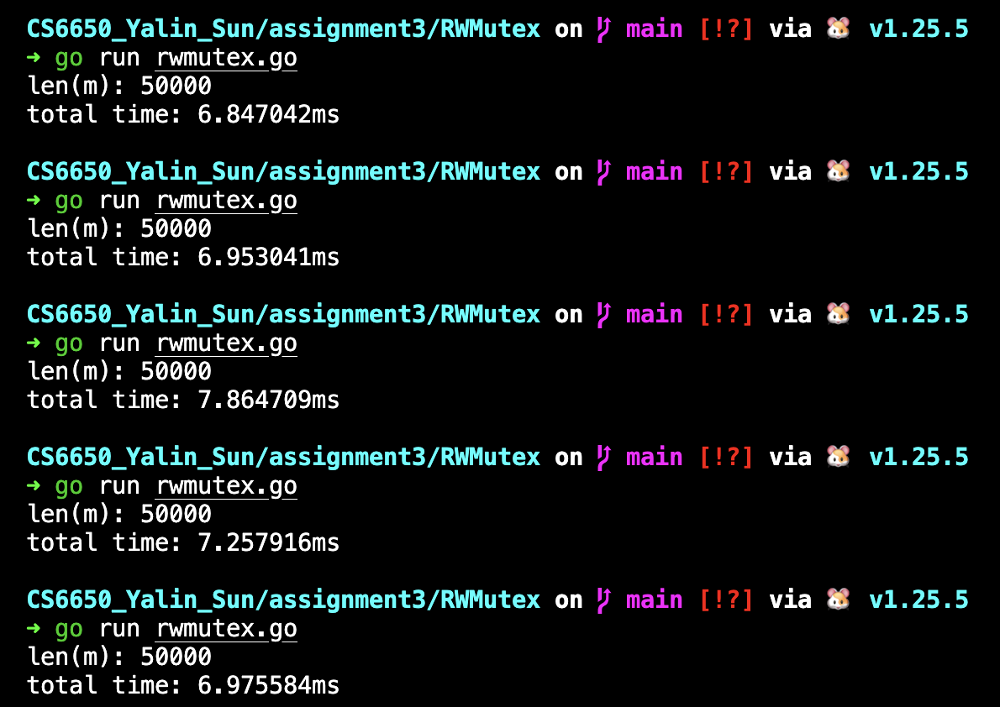 CS6650_Yalin_Sun/assignment3/RWMutex on main [!?] via 🐹 v1.25.5
→ go run rwmutex.go
len(m): 50000
total time: 6.847042ms
CS6650_Yalin_Sun/assignment3/RWMutex on main [!?] via 🐹 v1.25.5
→ go run rwmutex.go
len(m): 50000
total time: 6.953041ms
CS6650_Yalin_Sun/assignment3/RWMutex on main [!?] via 🐹 v1.25.5
→ go run rwmutex.go
len(m): 50000
total time: 7.864709ms
CS6650_Yalin_Sun/assignment3/RWMutex on main [!?] via 🐹 v1.25.5
→ go run rwmutex.go
len(m): 50000
total time: 7.257916ms
CS6650_Yalin_Sun/assignment3/RWMutex on main [!?] via 🐹 v1.25.5
→ go run rwmutex.go
len(m): 50000
total time: 6.975584ms